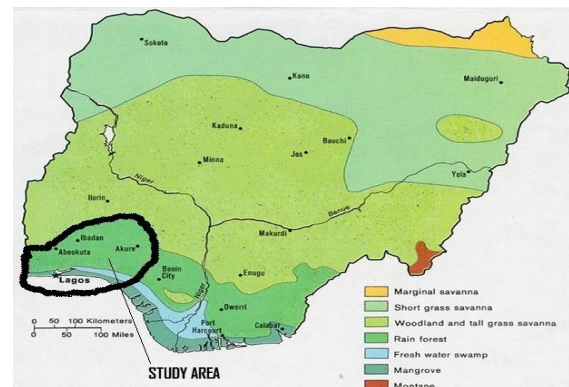 Sokoto
Kano
Maiduguri
Kaduna
Bauchi
Jos
Minna
Yola
Niger
Ilorin
Benue
Makurdi
Ibadan
Abeokuta
Akure
Benin
City
Enugu
Lagos
Niger
Owerri
Port
Harcourt
Calabar
0 50 100 Kilometers
0 50 100 Miles
STUDY AREA
Marginal savanna
Short grass savanna
Woodland and tall grass savanna
Rain forest
Fresh water swamp
Mangrove
Montane